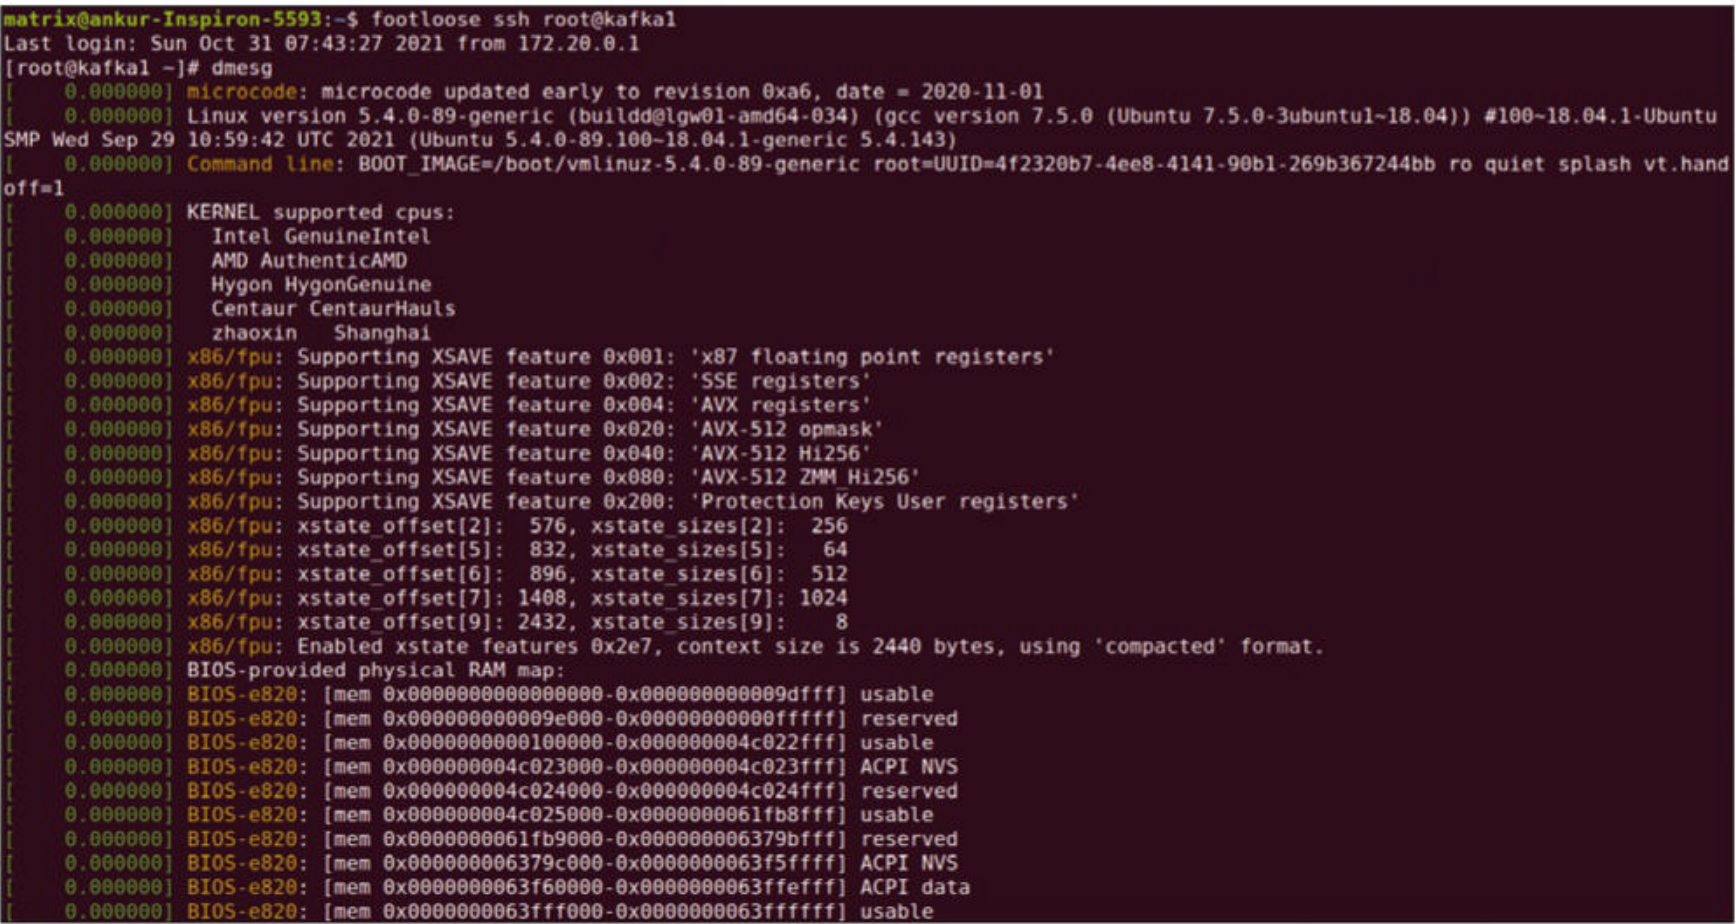 matrix@ankur-Inspiron-5593:~$ footloose ssh root@kafka1
Last login: Sun Oct 31 07:43:27 2021 from 172.20.0.1
[root@kafka1 ~]# dmesg
[    0.000000] microcode: microcode updated early to revision 0xa6, date = 2020-11-01
[    0.000000] Linux version 5.4.0-89-generic (buildd@lgw01-amd64-034) (gcc version 7.5.0 (Ubuntu 7.5.0-3ubuntu1~18.04)) #100~18.04.1-Ubuntu
SMP Wed Sep 29 10:59:42 UTC 2021 (Ubuntu 5.4.0-89.100~18.04.1-generic 5.4.143)
[    0.000000] Command line: BOOT_IMAGE=/boot/vmlinuz-5.4.0-89-generic root=UUID=4f2320b7-4ee8-4141-90b1-269b367244bb ro quiet splash vt.hand
off=1
[    0.000000] KERNEL supported cpus:
[    0.000000]   Intel GenuineIntel
[    0.000000]   AMD AuthenticAMD
[    0.000000]   Hygon HygonGenuine
[    0.000000]   Centaur CentaurHauls
[    0.000000]   zhaoxin   Shanghai
[    0.000000] x86/fpu: Supporting XSAVE feature 0x001: 'x87 floating point registers'
[    0.000000] x86/fpu: Supporting XSAVE feature 0x002: 'SSE registers'
[    0.000000] x86/fpu: Supporting XSAVE feature 0x004: 'AVX registers'
[    0.000000] x86/fpu: Supporting XSAVE feature 0x020: 'AVX-512 opmask'
[    0.000000] x86/fpu: Supporting XSAVE feature 0x040: 'AVX-512 Hi256'
[    0.000000] x86/fpu: Supporting XSAVE feature 0x080: 'AVX-512 ZMM_Hi256'
[    0.000000] x86/fpu: Supporting XSAVE feature 0x200: 'Protection Keys User registers'
[    0.000000] x86/fpu: xstate_offset[2]:  576, xstate_sizes[2]:  256
[    0.000000] x86/fpu: xstate_offset[5]:  832, xstate_sizes[5]:   64
[    0.000000] x86/fpu: xstate_offset[6]:  896, xstate_sizes[6]:  512
[    0.000000] x86/fpu: xstate_offset[7]: 1408, xstate_sizes[7]: 1024
[    0.000000] x86/fpu: xstate_offset[9]: 2432, xstate_sizes[9]:    8
[    0.000000] x86/fpu: Enabled xstate features 0x2e7, context size is 2440 bytes, using 'compacted' format.
[    0.000000] BIOS-provided physical RAM map:
[    0.000000] BIOS-e820: [mem 0x0000000000000000-0x000000000009dfff] usable
[    0.000000] BIOS-e820: [mem 0x000000000009e000-0x00000000000fffff] reserved
[    0.000000] BIOS-e820: [mem 0x0000000000100000-0x000000004c022fff] usable
[    0.000000] BIOS-e820: [mem 0x000000004c023000-0x000000004c023fff] ACPI NVS
[    0.000000] BIOS-e820: [mem 0x000000004c024000-0x000000004c024fff] reserved
[    0.000000] BIOS-e820: [mem 0x000000004c025000-0x0000000061fb8fff] usable
[    0.000000] BIOS-e820: [mem 0x0000000061fb9000-0x000000006379bfff] reserved
[    0.000000] BIOS-e820: [mem 0x000000006379c000-0x0000000063f5ffff] ACPI NVS
[    0.000000] BIOS-e820: [mem 0x0000000063f60000-0x0000000063ffefff] ACPI data
[    0.000000] BIOS-e820: [mem 0x0000000063fff000-0x0000000063ffffff] usable